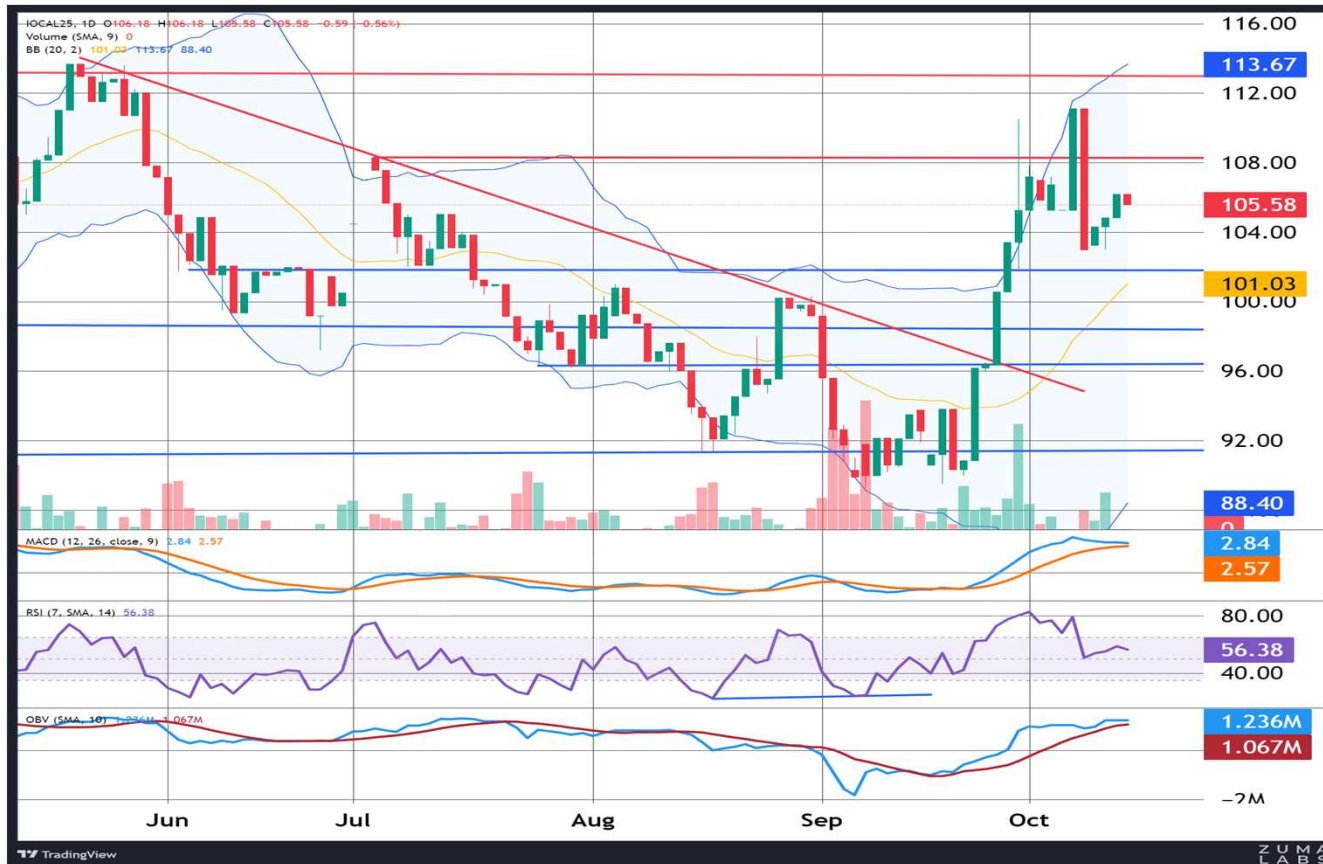 IOCAL25, 1D O106.18 H106.18 L105.58 C105.58 −0.59 (−0.56%)
Volume (SMA, 9) 0
BB (20, 2) 101.03 113.67 88.40
116.00
113.67
112.00
108.00
105.58
104.00
101.03
100.00
96.00
92.00
88.40
0
MACD (12, 26, close, 9) 2.84 2.57
2.84
2.57
RSI (7, SMA, 14) 56.38
80.00
56.38
40.00
OBV (SMA, 10) 1.236M 1.067M
1.236M
1.067M
−2M
Jun Jul Aug Sep Oct
TradingView
ZUMA
LABS